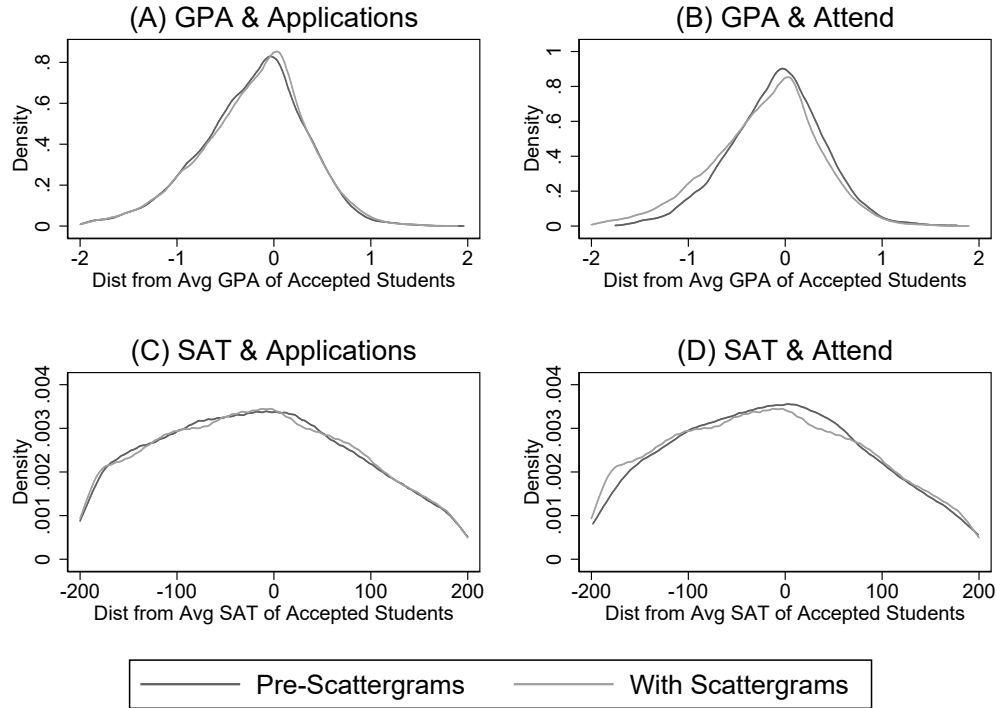 (A) GPA & Applications
Density
0 .2 .4 .6 .8
-2 -1 0 1 2
Dist from Avg GPA of Accepted Students
(B) GPA & Attend
Density
0 .2 .4 .6 .8 1
-2 -1 0 1 2
Dist from Avg GPA of Accepted Students
(C) SAT & Applications
Density
0 .001 .002 .003 .004
-200 -100 0 100 200
Dist from Avg SAT of Accepted Students
(D) SAT & Attend
Density
0 .001 .002 .003 .004
-200 -100 0 100 200
Dist from Avg SAT of Accepted Students
Pre-Scattergrams With Scattergrams